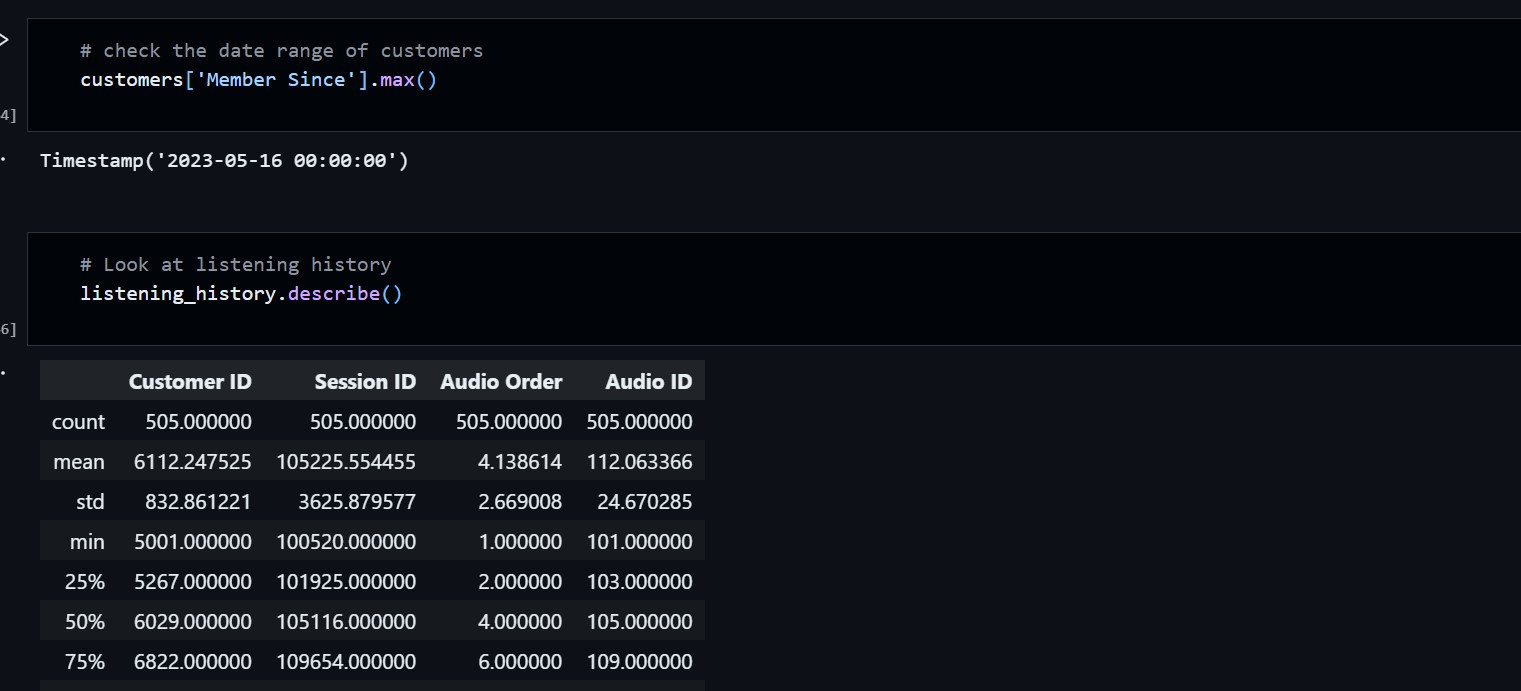 # check the date range of customers
customers['Member Since'].max()
4]
Timestamp('2023-05-16 00:00:00')
# Look at listening history
listening_history.describe()
6]
Customer ID Session ID Audio Order Audio ID
count 505.000000 505.000000 505.000000 505.000000
mean 6112.247525 105225.554455 4.138614 112.063366
std 832.861221 3625.879577 2.669008 24.670285
min 5001.000000 100520.000000 1.000000 101.000000
25% 5267.000000 101925.000000 2.000000 103.000000
50% 6029.000000 105116.000000 4.000000 105.000000
75% 6822.000000 109654.000000 6.000000 109.000000